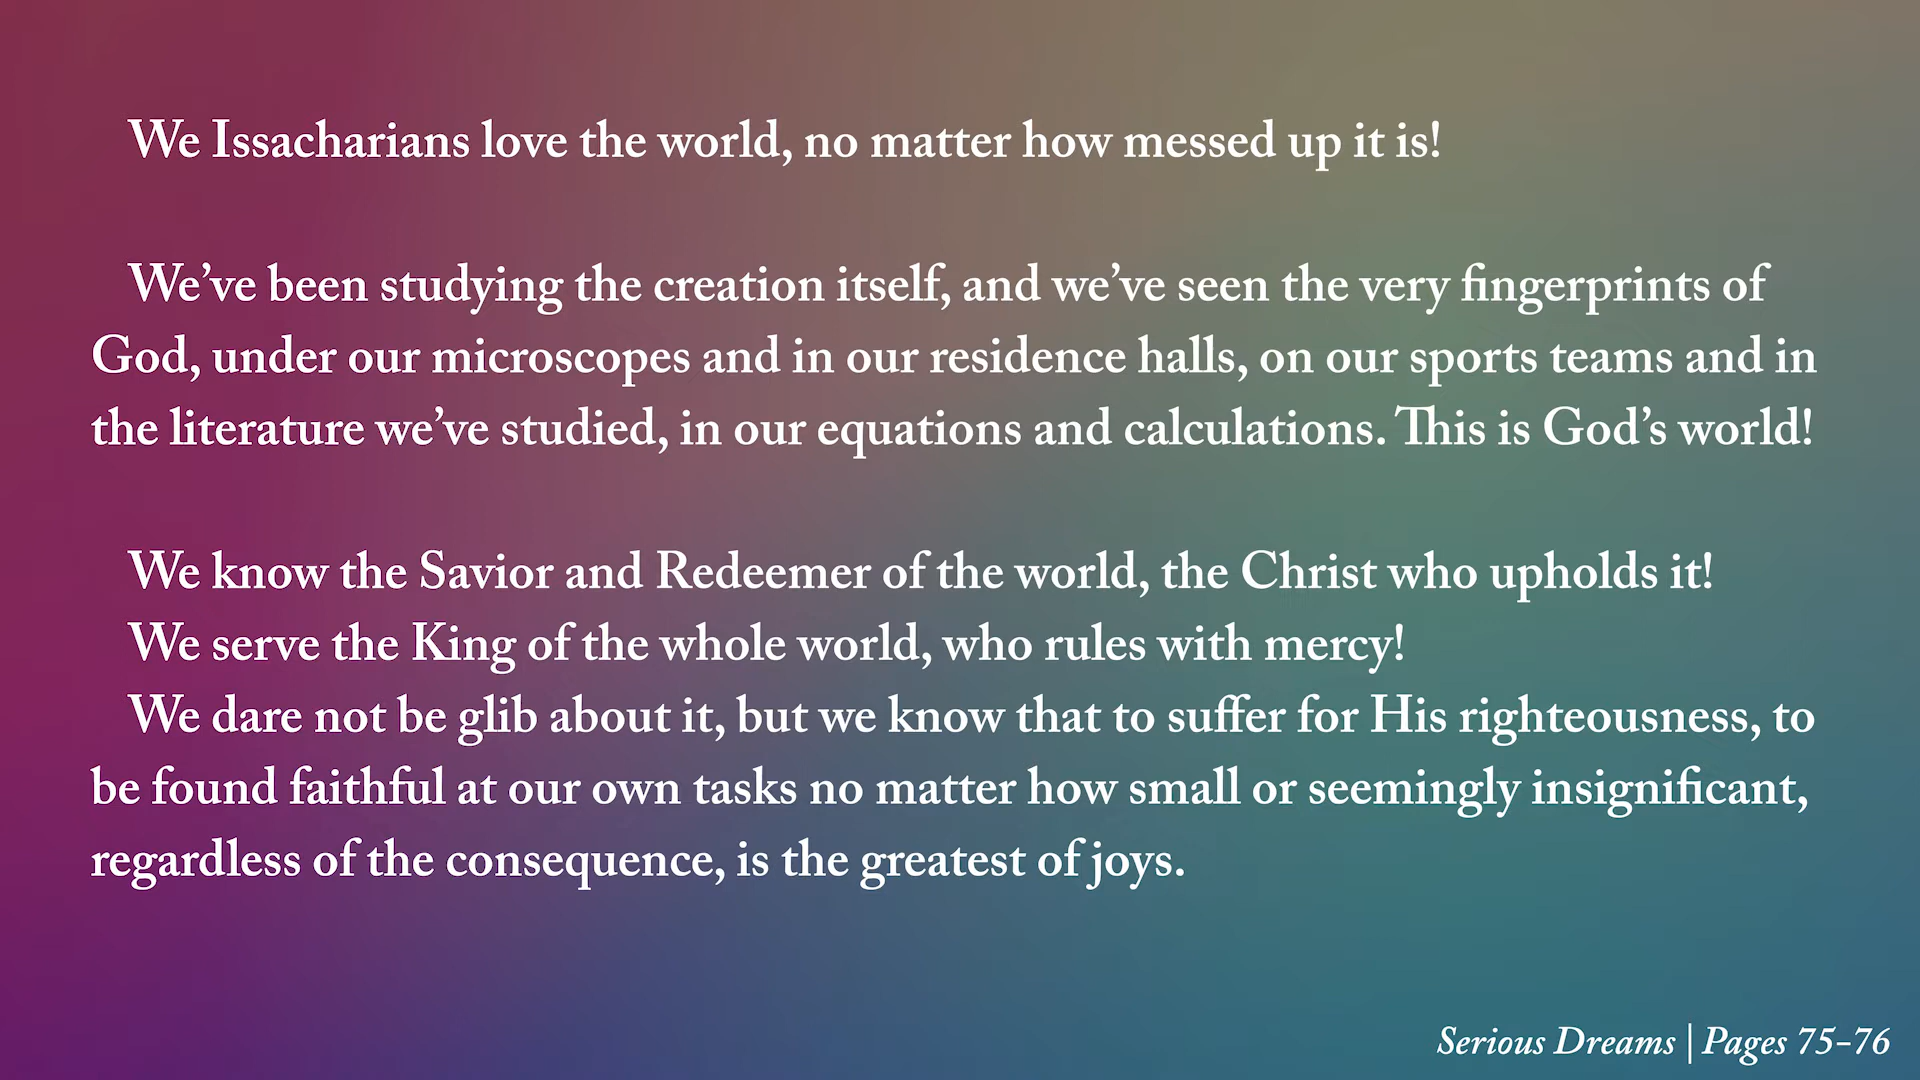 We Issacharians love the world, no matter how messed up it is!
We’ve been studying the creation itself, and we’ve seen the very fingerprints of
God, under our microscopes and in our residence halls, on our sports teams and in
the literature we’ve studied, in our equations and calculations. This is God’s world!
We know the Savior and Redeemer of the world, the Christ who upholds it!
We serve the King of the whole world, who rules with mercy!
We dare not be glib about it, but we know that to suffer for His righteousness, to
be found faithful at our own tasks no matter how small or seemingly insignificant,
regardless of the consequence, is the greatest of joys.
Serious Dreams | Pages 75-76